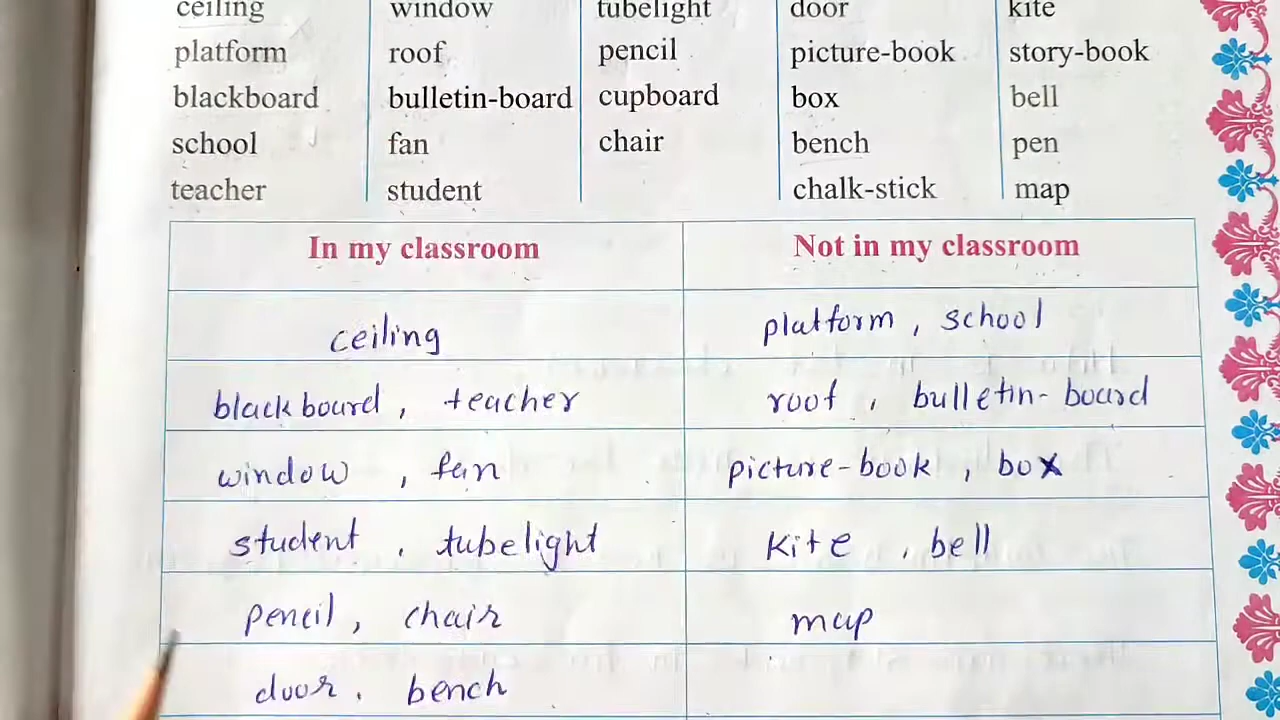 ceiling window tubelight door kite
platform roof pencil picture-book story-book
blackboard bulletin-board cupboard box bell
school fan chair bench pen
teacher student chalk-stick map
In my classroom Not in my classroom
ceiling platform, school
blackboard, teacher roof, bulletin-board
window, fan picture-book, box
student, tubelight kite, bell
pencil, chair map
door, bench